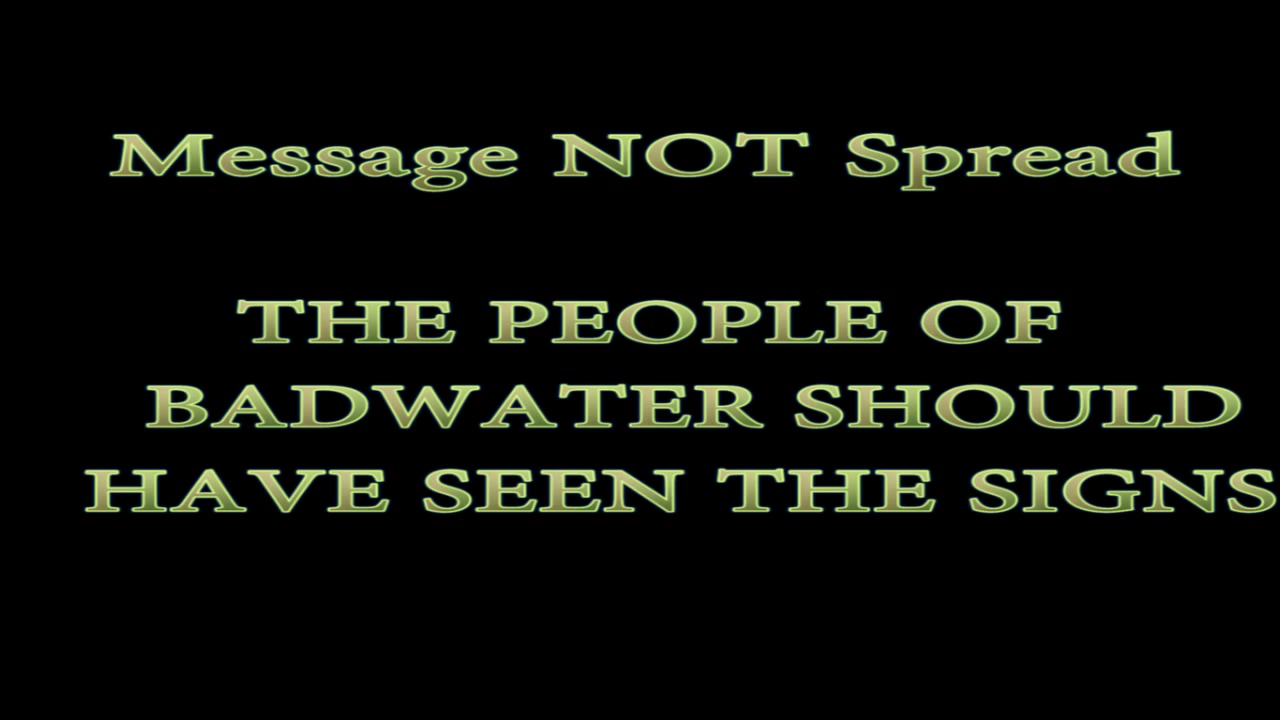 Message NOT Spread
THE PEOPLE OF
BADWATER SHOULD
HAVE SEEN THE SIGNS